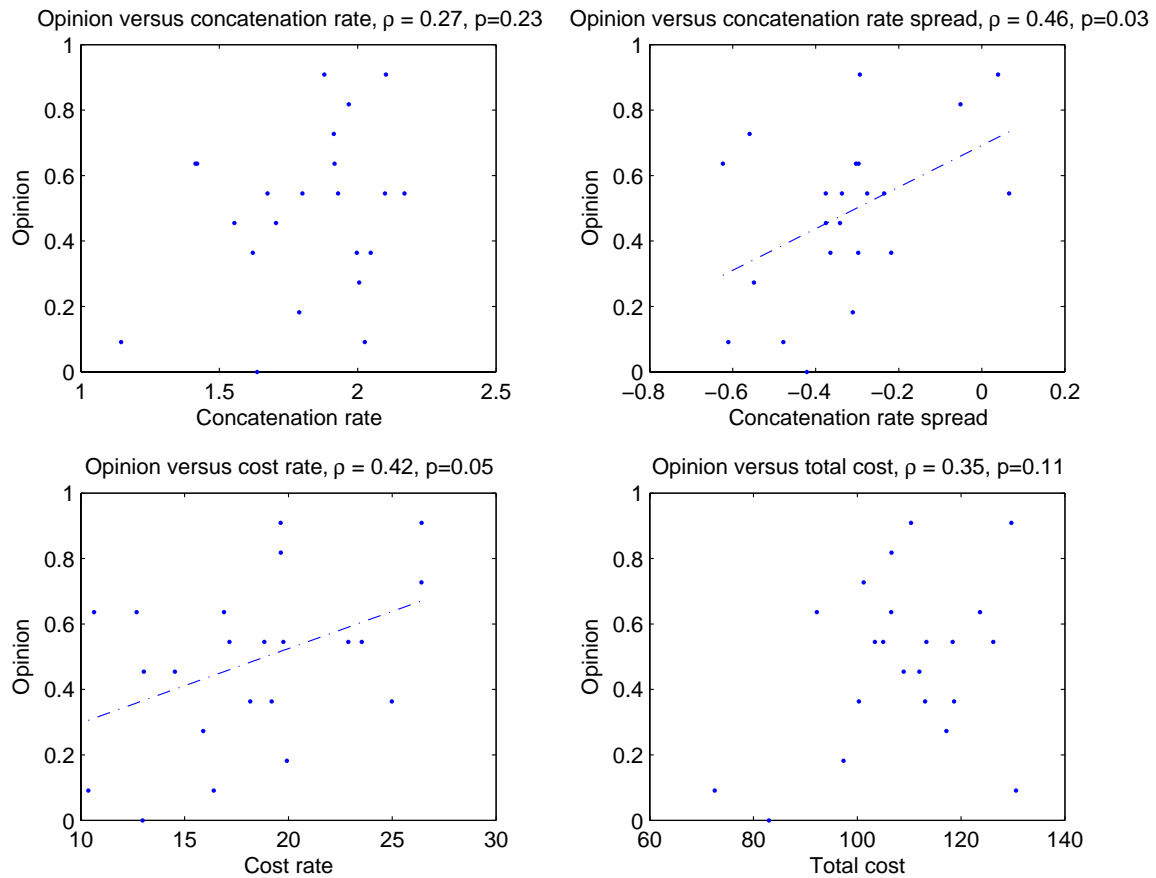 Opinion versus concatenation rate, ρ = 0.27, p=0.23
1
0.8
0.6
0.4
0.2
0
Opinion
1 1.5 2 2.5
Concatenation rate
Opinion versus concatenation rate spread, ρ = 0.46, p=0.03
1
0.8
0.6
0.4
0.2
0
Opinion
−0.8 −0.6 −0.4 −0.2 0 0.2
Concatenation rate spread
Opinion versus cost rate, ρ = 0.42, p=0.05
1
0.8
0.6
0.4
0.2
0
Opinion
10 15 20 25 30
Cost rate
Opinion versus total cost, ρ = 0.35, p=0.11
1
0.8
0.6
0.4
0.2
0
Opinion
60 80 100 120 140
Total cost